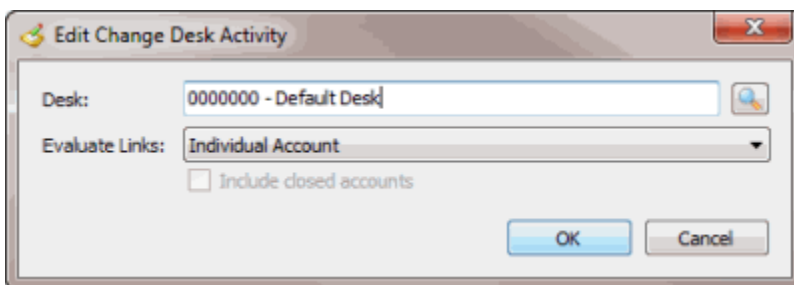 Edit Change Desk Activity
Desk: 0000000 - Default Desk
Evaluate Links: Individual Account
Include closed accounts
OK Cancel